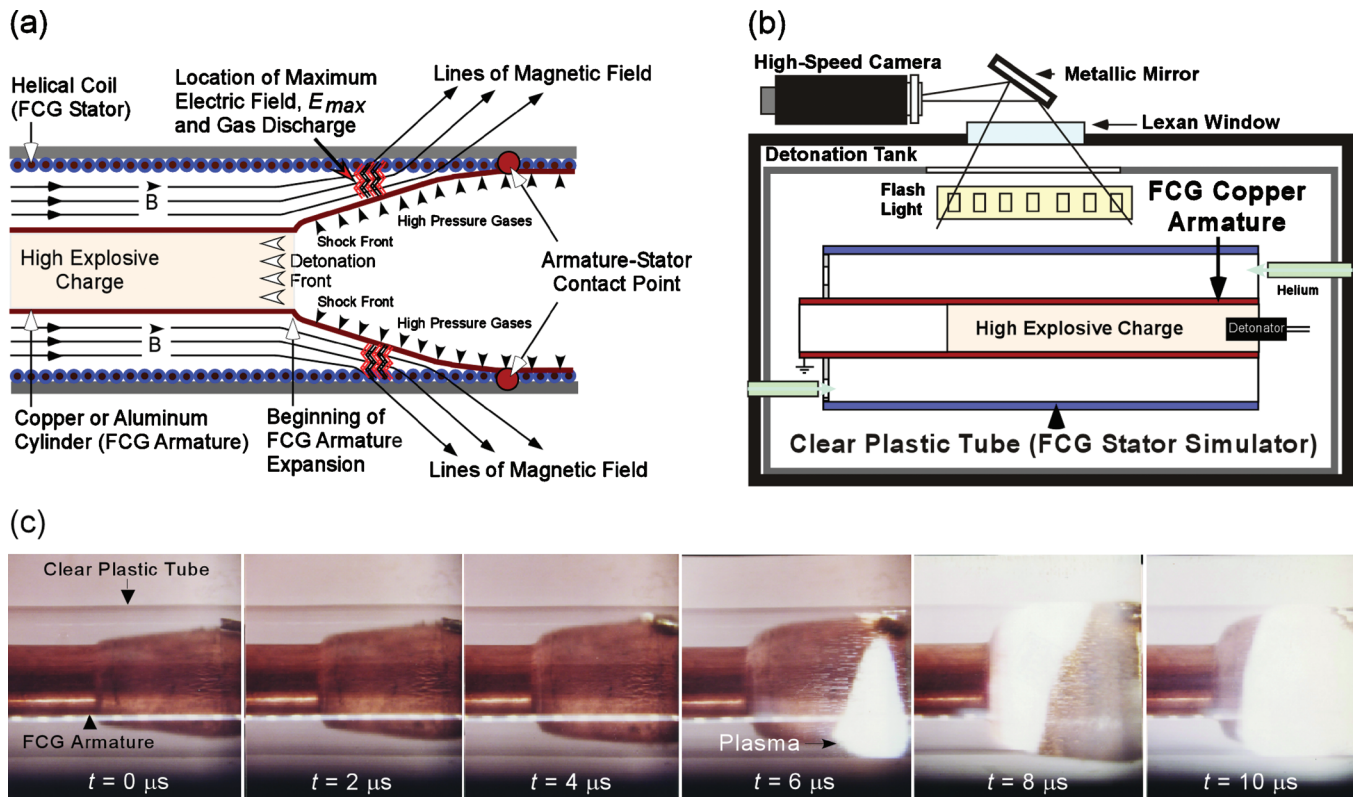 (a)
Helical Coil
(FCG Stator)
Location of Maximum
Electric Field, Emax
and Gas Discharge
Lines of Magnetic Field
B
High Explosive
Charge
Detonation
Front
Shock Front
High Pressure Gases
Shock Front
High Pressure Gases
Armature-Stator
Contact Point
B
Copper or Aluminum
Cylinder (FCG Armature)
Beginning of
FCG Armature
Expansion
Lines of Magnetic Field
(b)
High-Speed Camera
Metallic Mirror
Lexan Window
Detonation Tank
Flash
Light
FCG Copper
Armature
Helium
High Explosive Charge
Detonator
Clear Plastic Tube (FCG Stator Simulator)
(c)
Clear Plastic Tube
FCG Armature
Plasma
t = 0 μs
t = 2 μs
t = 4 μs
t = 6 μs
t = 8 μs
t = 10 μs